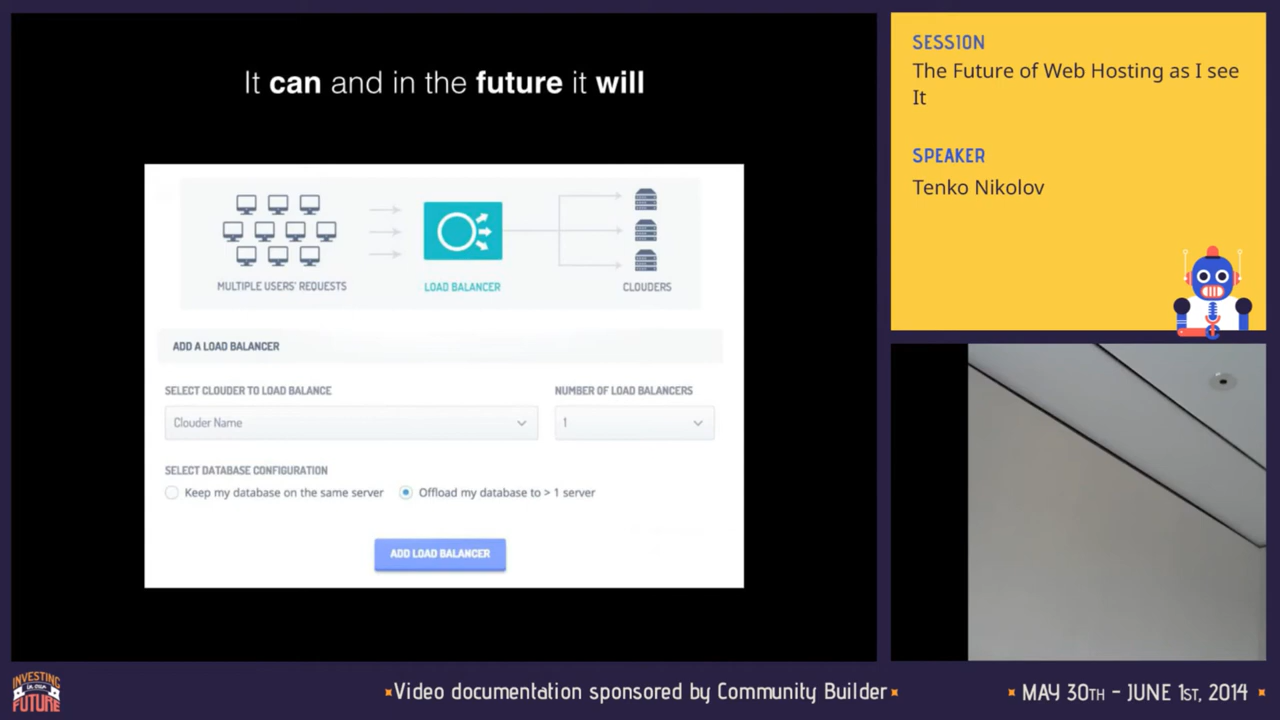 It can and in the future it will
MULTIPLE USERS' REQUESTS
LOAD BALANCER
CLOUDERS
ADD A LOAD BALANCER
SELECT CLOUDER TO LOAD BALANCE
NUMBER OF LOAD BALANCERS
Clouder Name
1
SELECT DATABASE CONFIGURATION
Keep my database on the same server
Offload my database to > 1 server
ADD LOAD BALANCER
SESSION
The Future of Web Hosting as I see
It
SPEAKER
Tenko Nikolov
INVESTING
IN OUR
FUTURE
Video documentation sponsored by Community Builder
MAY 30TH - JUNE 1ST, 2014